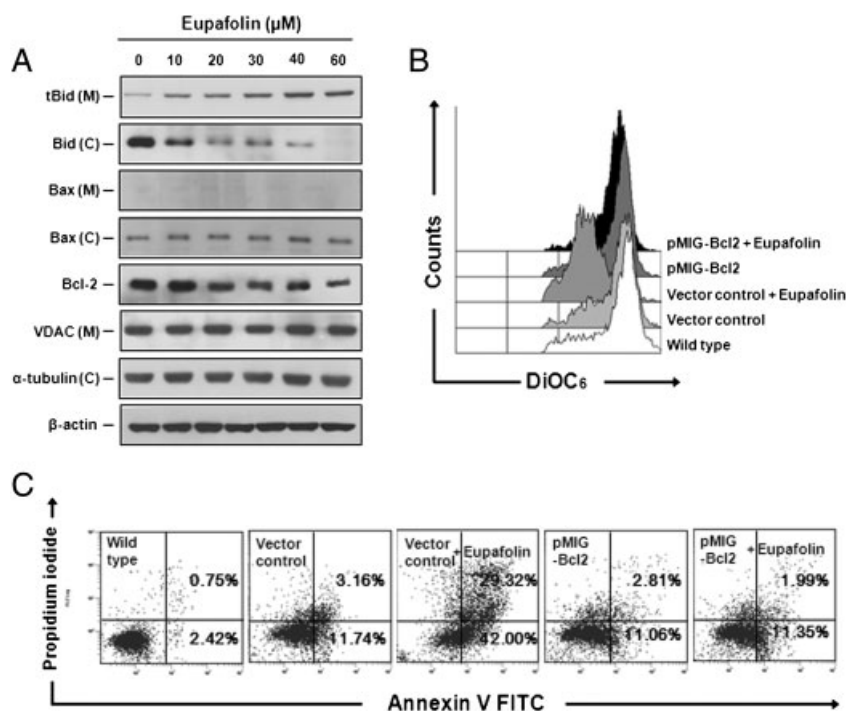 Eupafolin (µM)
A
0 10 20 30 40 60
tBid (M)
Bid (C)
Bax (M)
Bax (C)
Bcl-2
VDAC (M)
α-tubulin (C)
β-actin
B
Counts
pMIG-Bcl2 + Eupafolin
pMIG-Bcl2
Vector control + Eupafolin
Vector control
Wild type
DiOC6
C
Propidium iodide
Wild
type
0.75%
2.42%
Vector
control
3.16%
11.74%
Vector
control + Eupafolin
29.32%
42.00%
pMIG
-Bcl2
2.81%
11.06%
pMIG
-Bcl2 + Eupafolin
1.99%
11.35%
Annexin V FITC